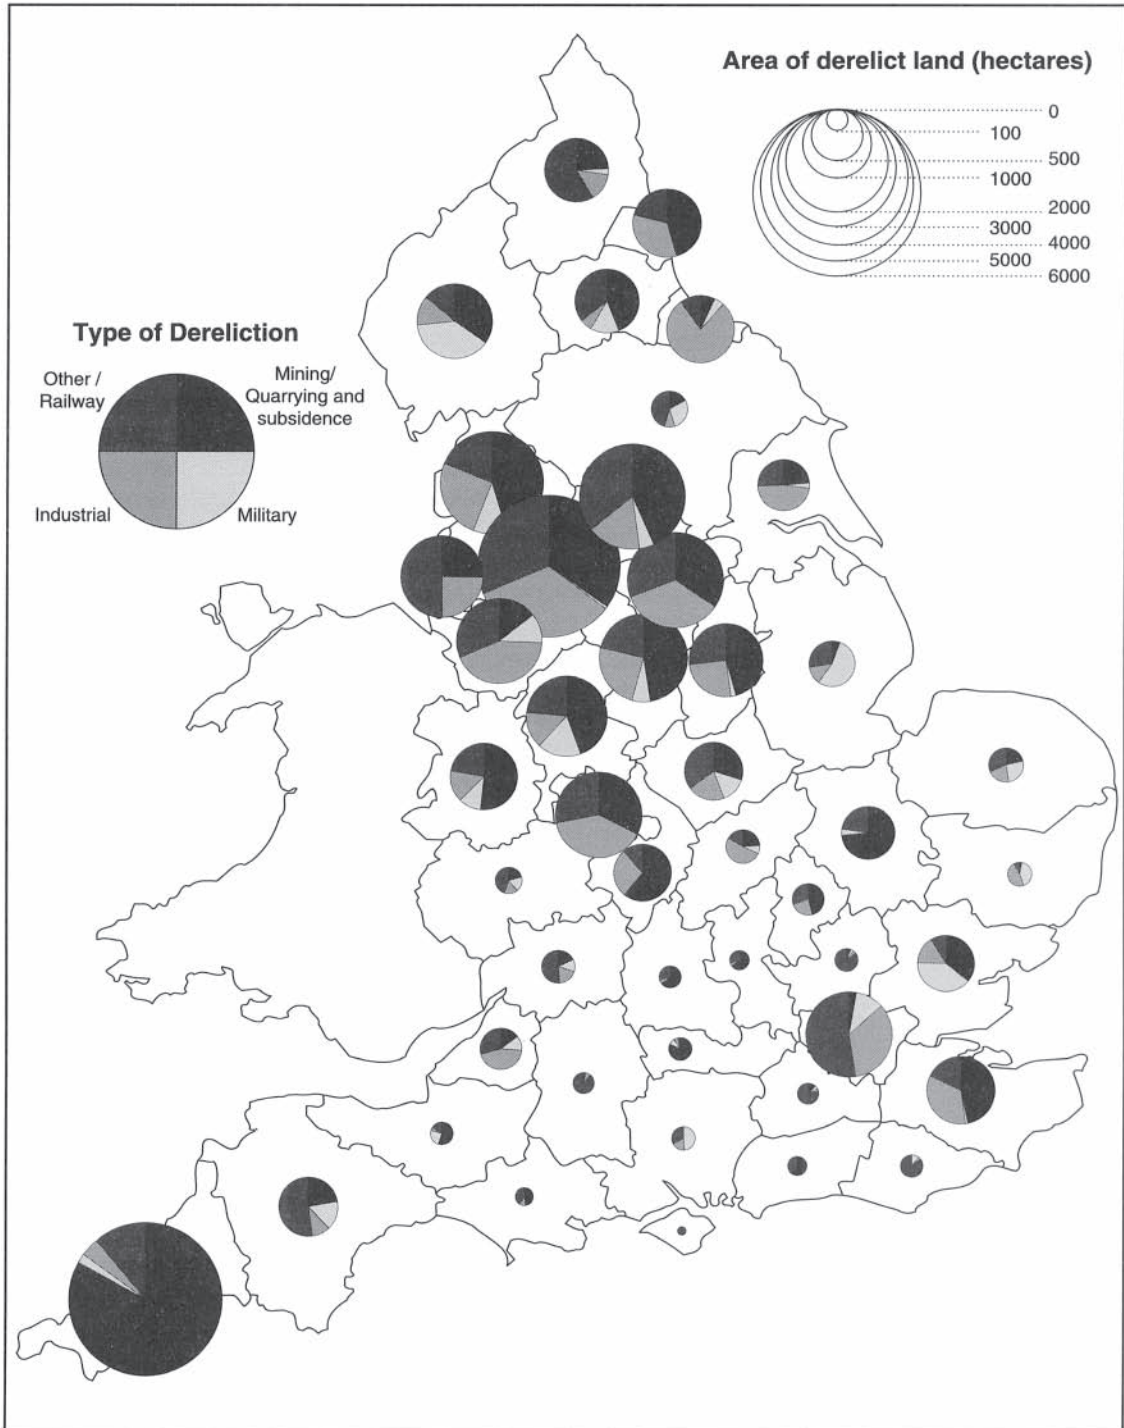 Area of derelict land (hectares)
0
100
500
1000
2000
3000
4000
5000
6000
Type of Dereliction
Other /
Railway
Mining/
Quarrying and
subsidence
Industrial
Military